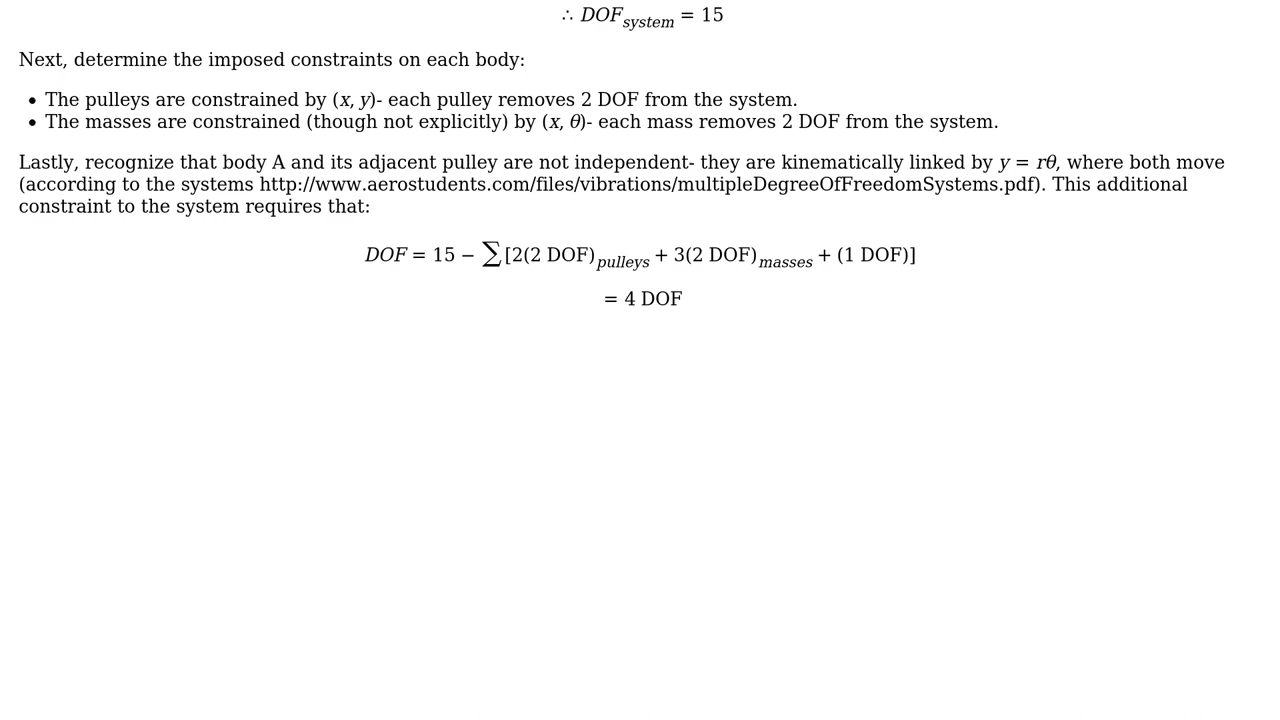 ∴ DOF_system = 15
Next, determine the imposed constraints on each body:
• The pulleys are constrained by (x, y)- each pulley removes 2 DOF from the system.
• The masses are constrained (though not explicitly) by (x, θ)- each mass removes 2 DOF from the system.
Lastly, recognize that body A and its adjacent pulley are not independent- they are kinematically linked by y = rθ, where both move
(according to the systems http://www.aerostudents.com/files/vibrations/multipleDegreeOfFreedomSystems.pdf). This additional
constraint to the system requires that:
DOF = 15 − ∑ [2(2 DOF)_pulleys + 3(2 DOF)_masses + (1 DOF)]
= 4 DOF